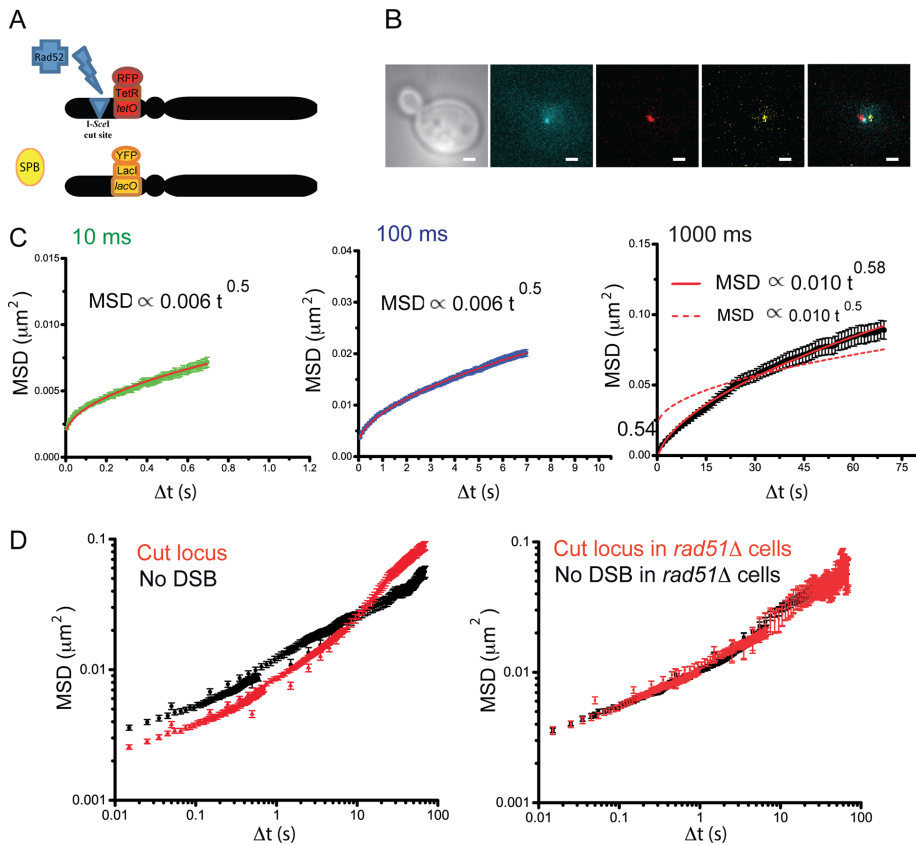 A
Rad52
RFP
TetR
tetO
I-SceI
cut site
SPB
YFP
LacI
lacO
B
C
10 ms
MSD ∝ 0.006 t^0.5
MSD (μm²)
0.015
0.010
0.005
0.000
0.0 0.2 0.4 0.6 0.8 1.0 1.2
Δt (s)
100 ms
MSD ∝ 0.006 t^0.5
MSD (μm²)
0.04
0.03
0.02
0.01
0.00
0 1 2 3 4 5 6 7 8 9 10
Δt (s)
1000 ms
MSD ∝ 0.010 t^0.58
MSD ∝ 0.010 t^0.5
MSD (μm²)
0.15
0.10
0.05
0.54
0.00
0 15 30 45 60 75
Δt (s)
D
Cut locus
No DSB
MSD (μm²)
0.1
0.01
0.001
0.01 0.1 1 10 100
Δt (s)
Cut locus in rad51Δ cells
No DSB in rad51Δ cells
MSD (μm²)
0.1
0.01
0.001
0.01 0.1 1 10 100
Δt (s)